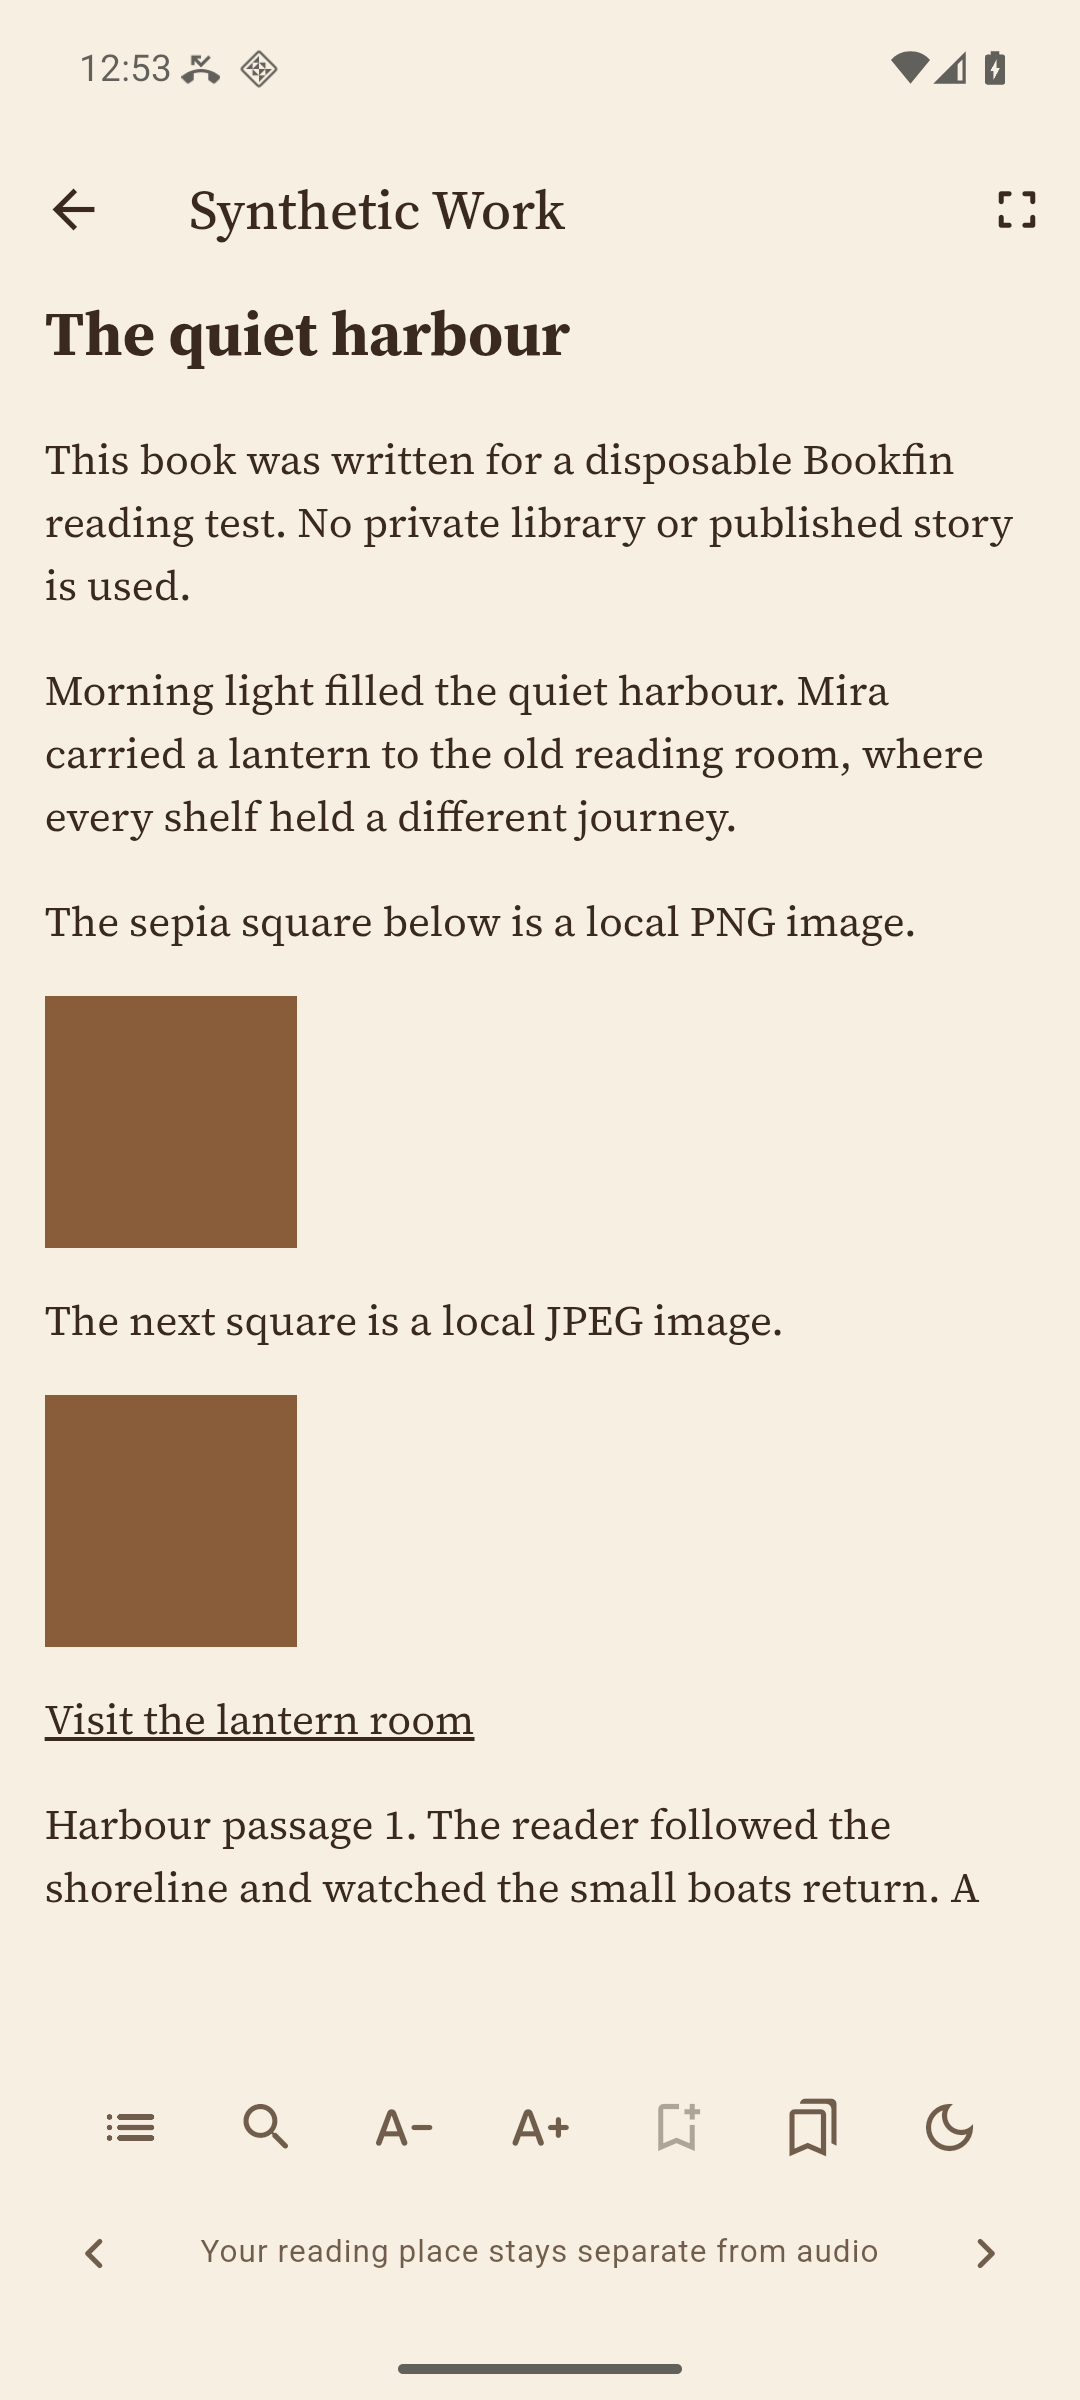 12:53
Synthetic Work
The quiet harbour
This book was written for a disposable Bookfin
reading test. No private library or published story
is used.
Morning light filled the quiet harbour. Mira
carried a lantern to the old reading room, where
every shelf held a different journey.
The sepia square below is a local PNG image.
The next square is a local JPEG image.
Visit the lantern room
Harbour passage 1. The reader followed the
shoreline and watched the small boats return. A
A− A+
Your reading place stays separate from audio